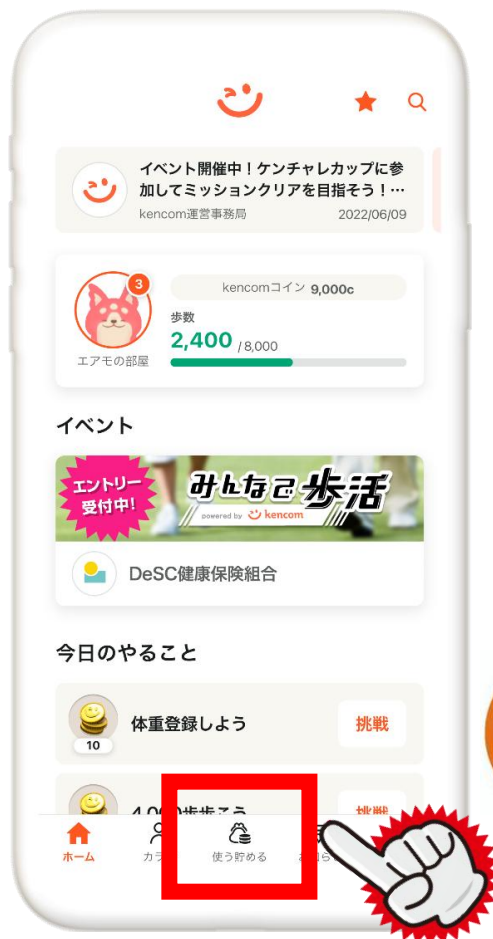 イベント開催中！ケンチャレカップに参
加してミッションクリアを目指そう！…
kencom運営事務局 2022/06/09
3
kencomコイン 9,000c
歩数
2,400 /8,000
エアモの部屋
イベント
エントリー
受付中!
みんなで歩活
powered by kencom
DeSC健康保険組合
今日のやること
体重登録しよう 挑戦
10
ホーム
使う貯める